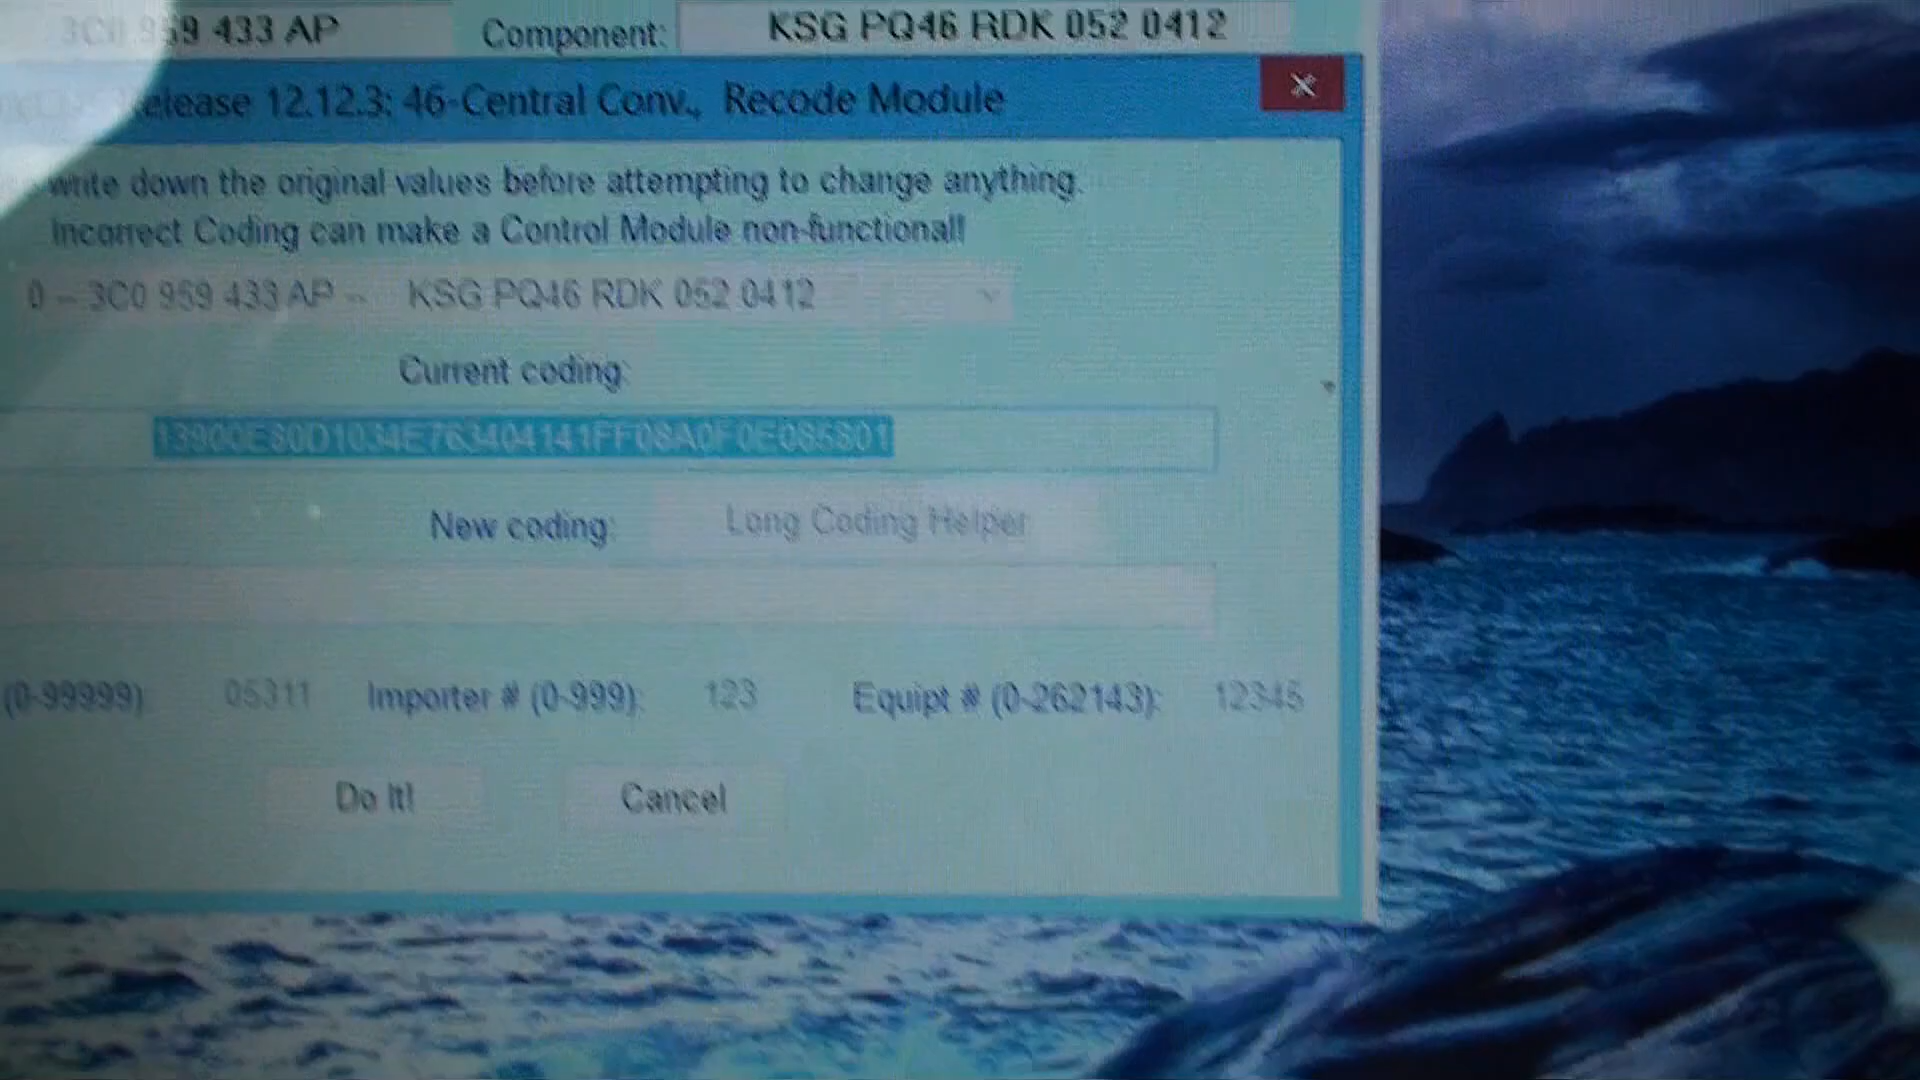 3C0 959 433 AP Component: KSG PQ46 RDK 052 0412
Release 12.12.3: 46-Central Conv., Recode Module
write down the original values before attempting to change anything.
Incorrect Coding can make a Control Module non-functional!
0 -- 3C0 959 433 AP -- KSG PQ46 RDK 052 0412
Current coding:
13900E80D1034E763404141FF08A0F0E085801
New coding: Long Coding Helper
(0-99999) 05311 Importer # (0-999): 123 Equipt # (0-262143): 12345
Do It! Cancel